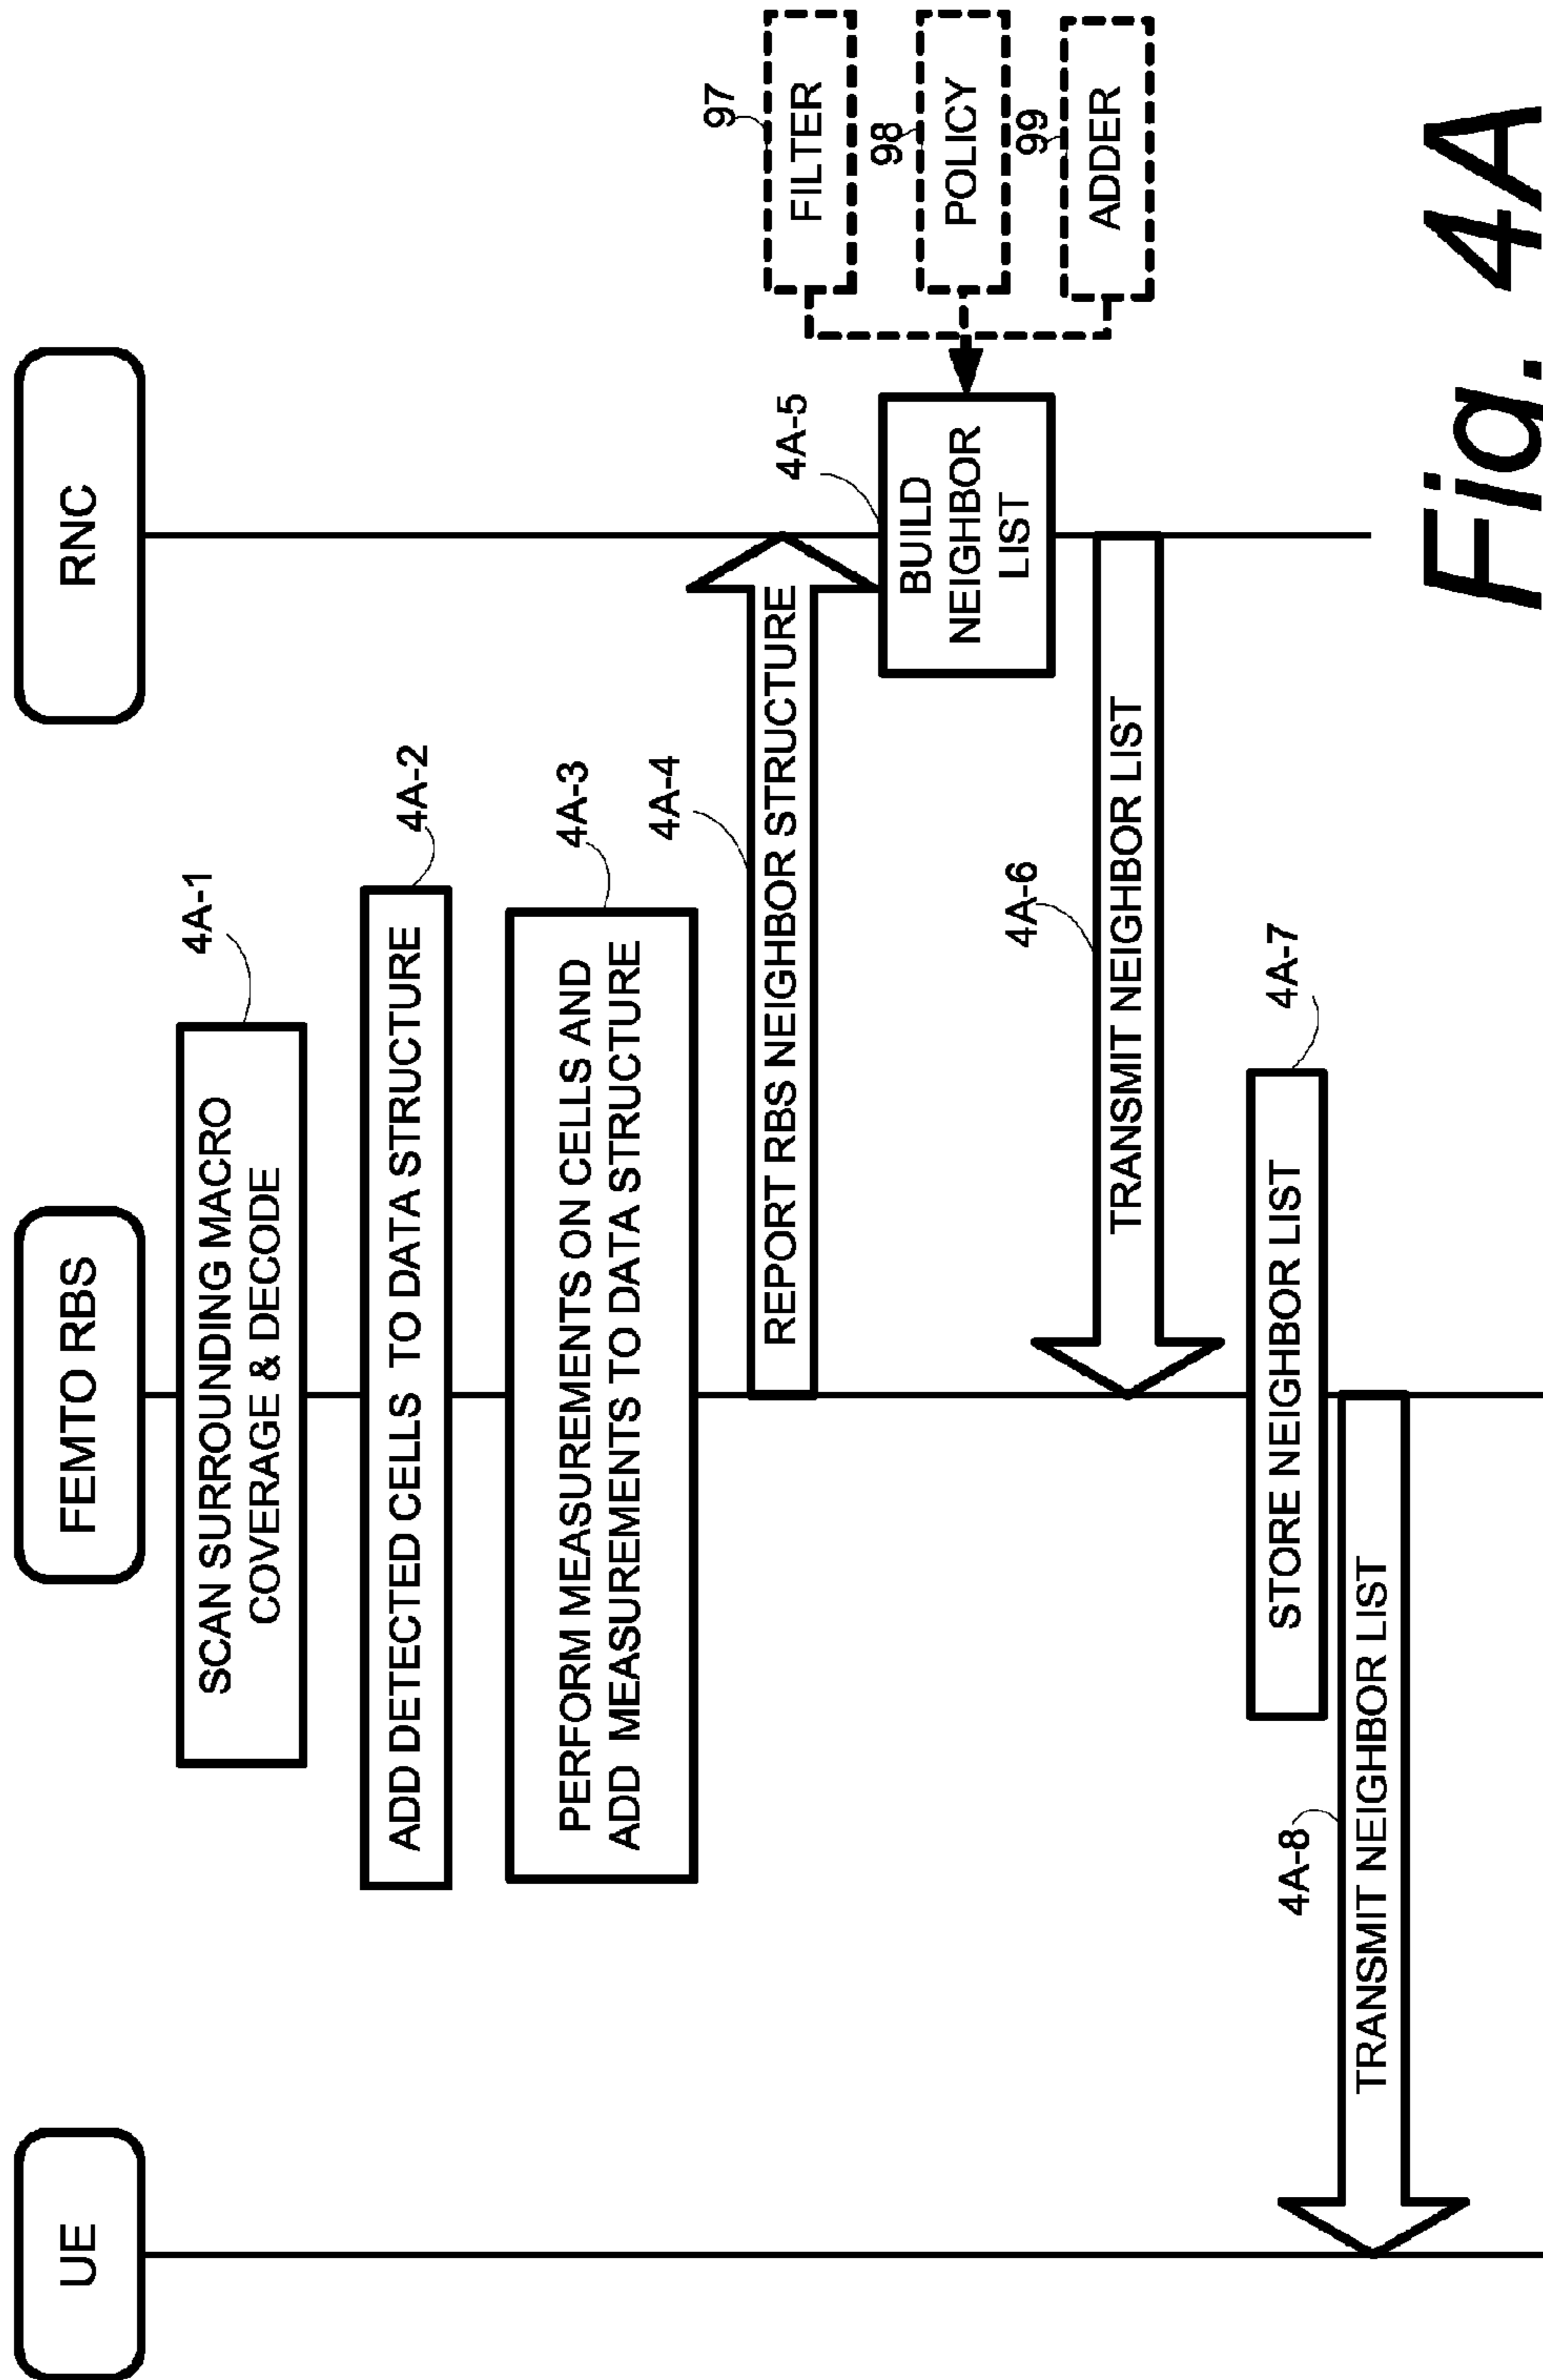 UE
FEMTO RBS
RNC
4A-1
SCAN SURROUNDING MACRO
COVERAGE & DECODE
4A-2
ADD DETECTED CELLS TO DATA STRUCTURE
4A-3
PERFORM MEASUREMENTS ON CELLS AND
ADD MEASUREMENTS TO DATA STRUCTURE
4A-4
REPORT RBS NEIGHBOR STRUCTURE
4A-5
BUILD
NEIGHBOR
LIST
97
FILTER
98
POLICY
99
ADDER
4A-6
TRANSMIT NEIGHBOR LIST
4A-7
STORE NEIGHBOR LIST
4A-8
TRANSMIT NEIGHBOR LIST
Fig. 4A